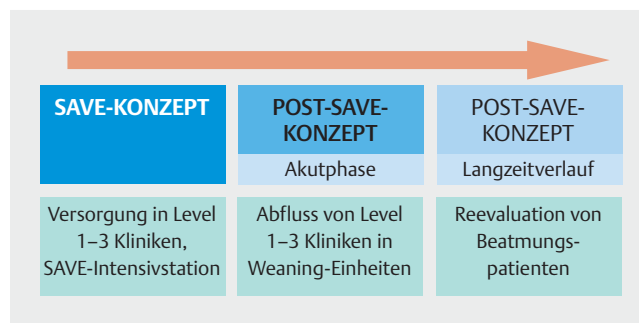 SAVE-KONZEPT
POST-SAVE-
KONZEPT
Akutphase
POST-SAVE-
KONZEPT
Langzeitverlauf
Versorgung in Level
1–3 Kliniken,
SAVE-Intensivstation
Abfluss von Level
1–3 Kliniken in
Weaning-Einheiten
Reevaluation von
Beatmungs-
patienten